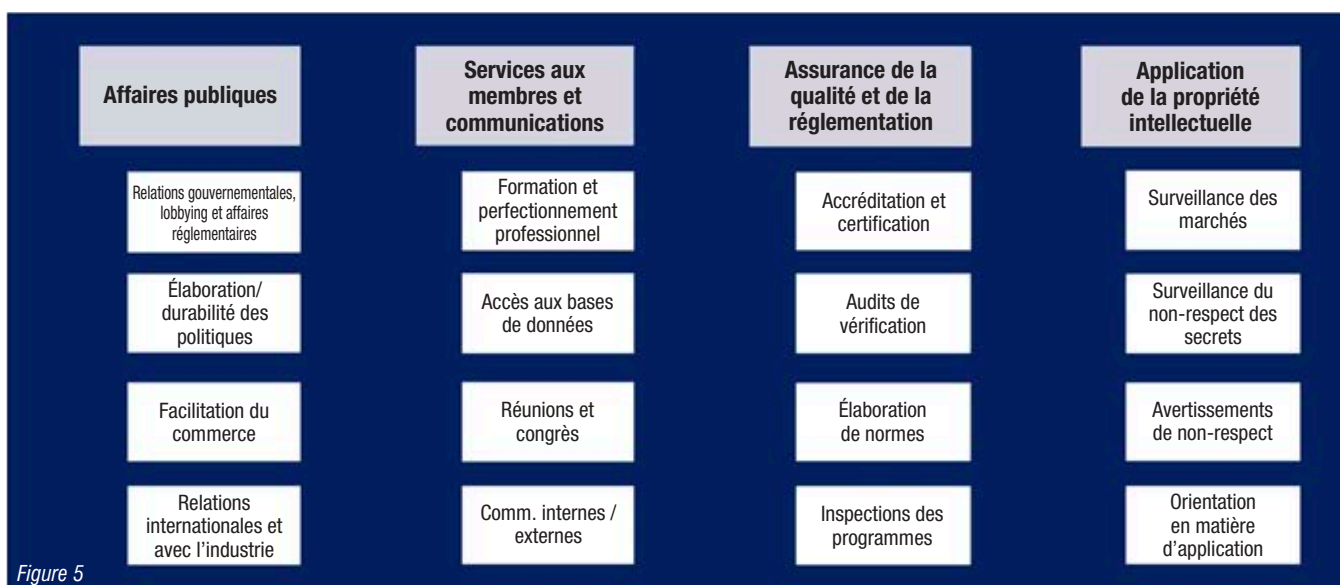 Affaires publiques
Relations gouvernementales,
lobbying et affaires
réglementaires
Élaboration/
durabilité des
politiques
Facilitation du
commerce
Relations
internationales et
avec l'industrie
Services aux
membres et
communications
Formation et
perfectionnement
professionnel
Accès aux bases
de données
Réunions et
congrès
Comm. internes /
externes
Assurance de la
qualité et de la
réglementation
Accréditation et
certification
Audits de
vérification
Élaboration
de normes
Inspections des
programmes
Application
de la propriété
intellectuelle
Surveillance des
marchés
Surveillance du
non-respect des
secrets
Avertissements
de non-respect
Orientation
en matière
d'application
Figure 5